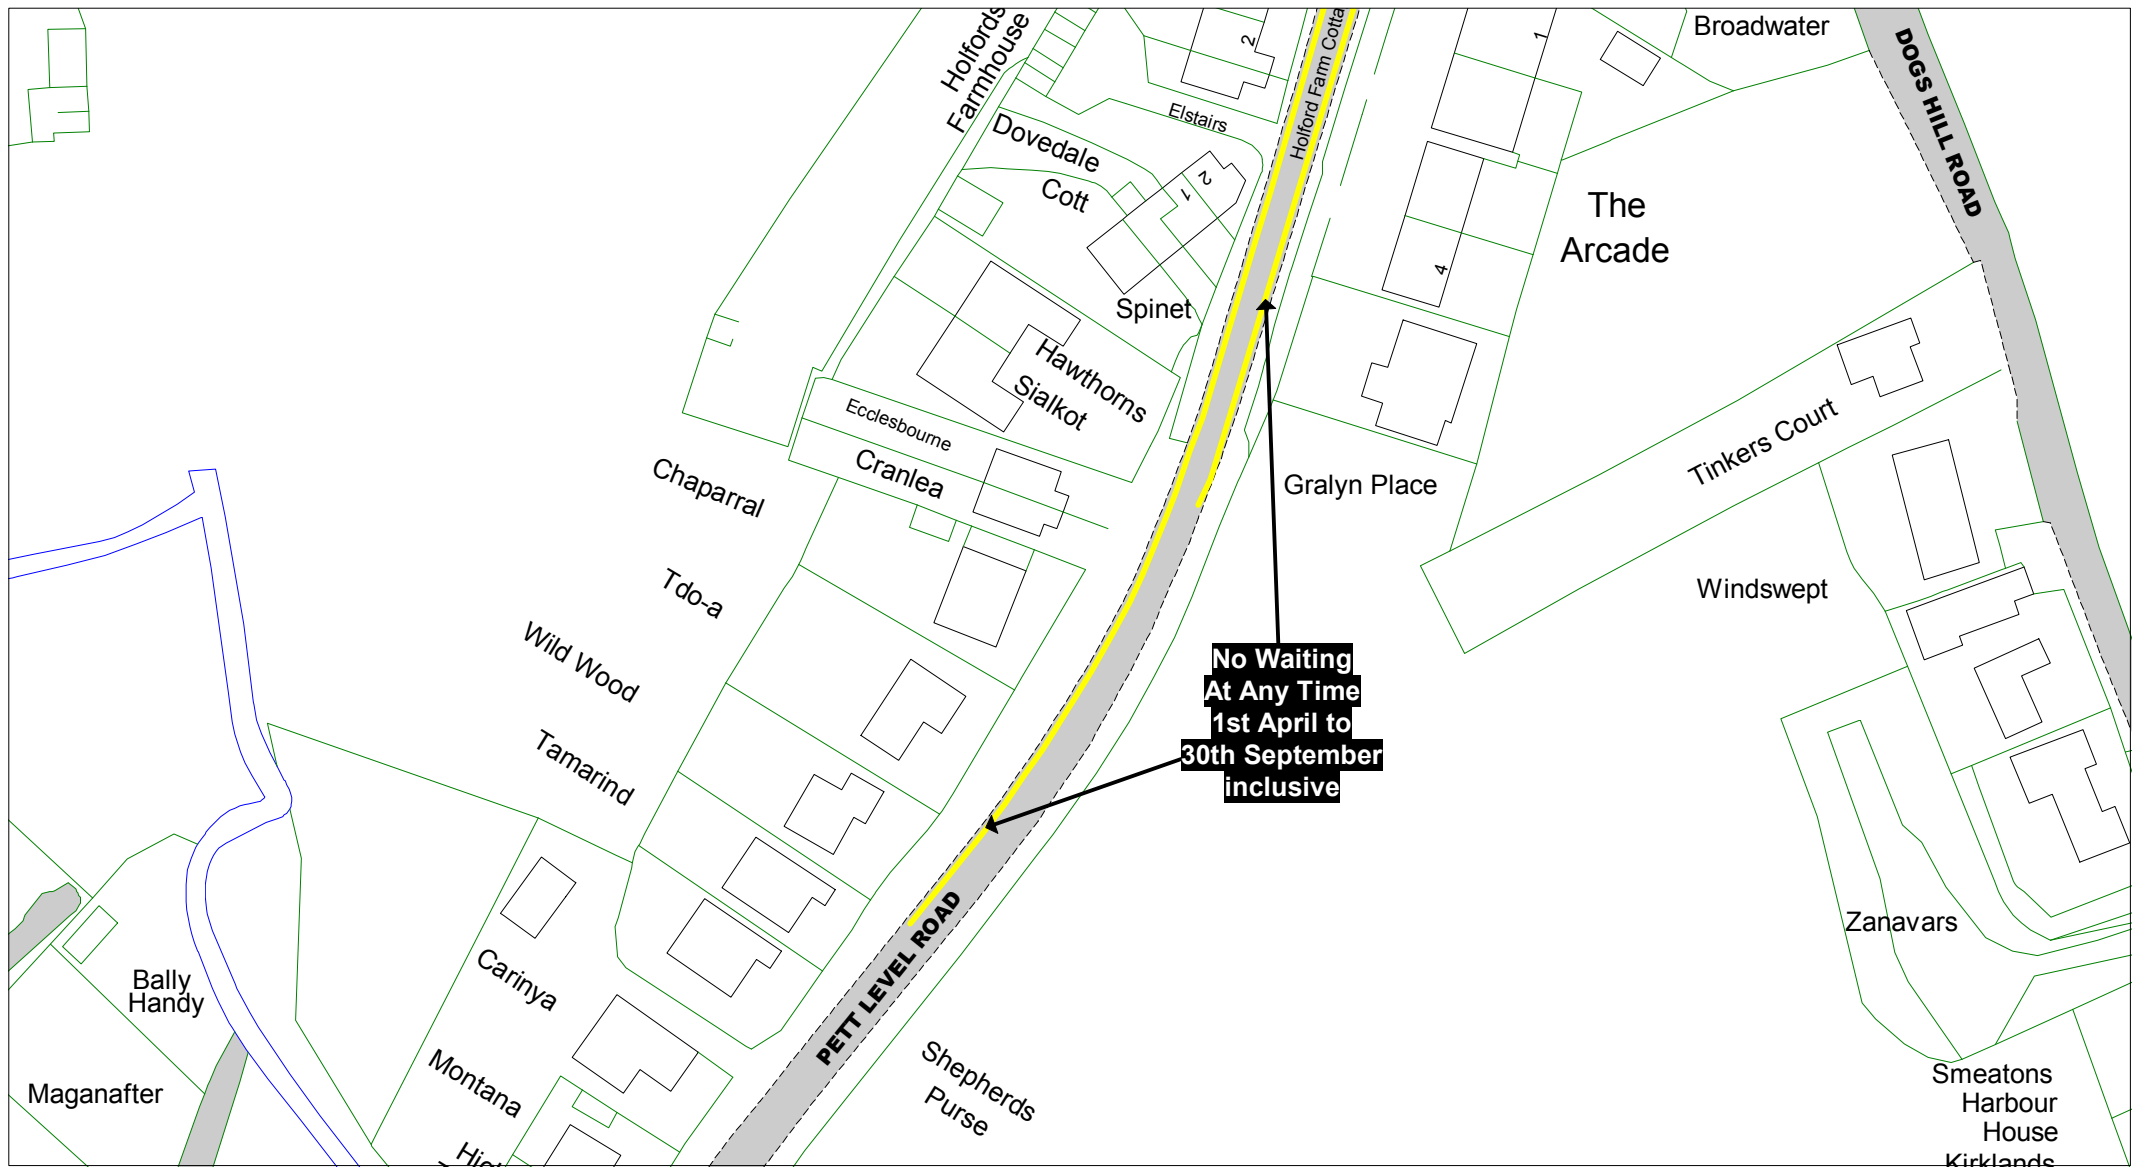 Holfords
Farmhouse
2
Holford Farm Cotta
1
Broadwater
DOGS HILL ROAD
Elstairs
Dovedale
Cott
2
1
The
Arcade
4
Spinet
Hawthorns
Sialkot
Ecclesbourne
Cranlea
Chaparral
Gralyn Place
Tinkers Court
Tdo-a
Windswept
Wild Wood
No Waiting
At Any Time
1st April to
30th September
inclusive
Tamarind
PETT LEVEL ROAD
Zanavars
Carinya
Bally
Handy
Montana
Maganafter
Shepherds
Purse
Smeatons
Harbour
House
Kirklands